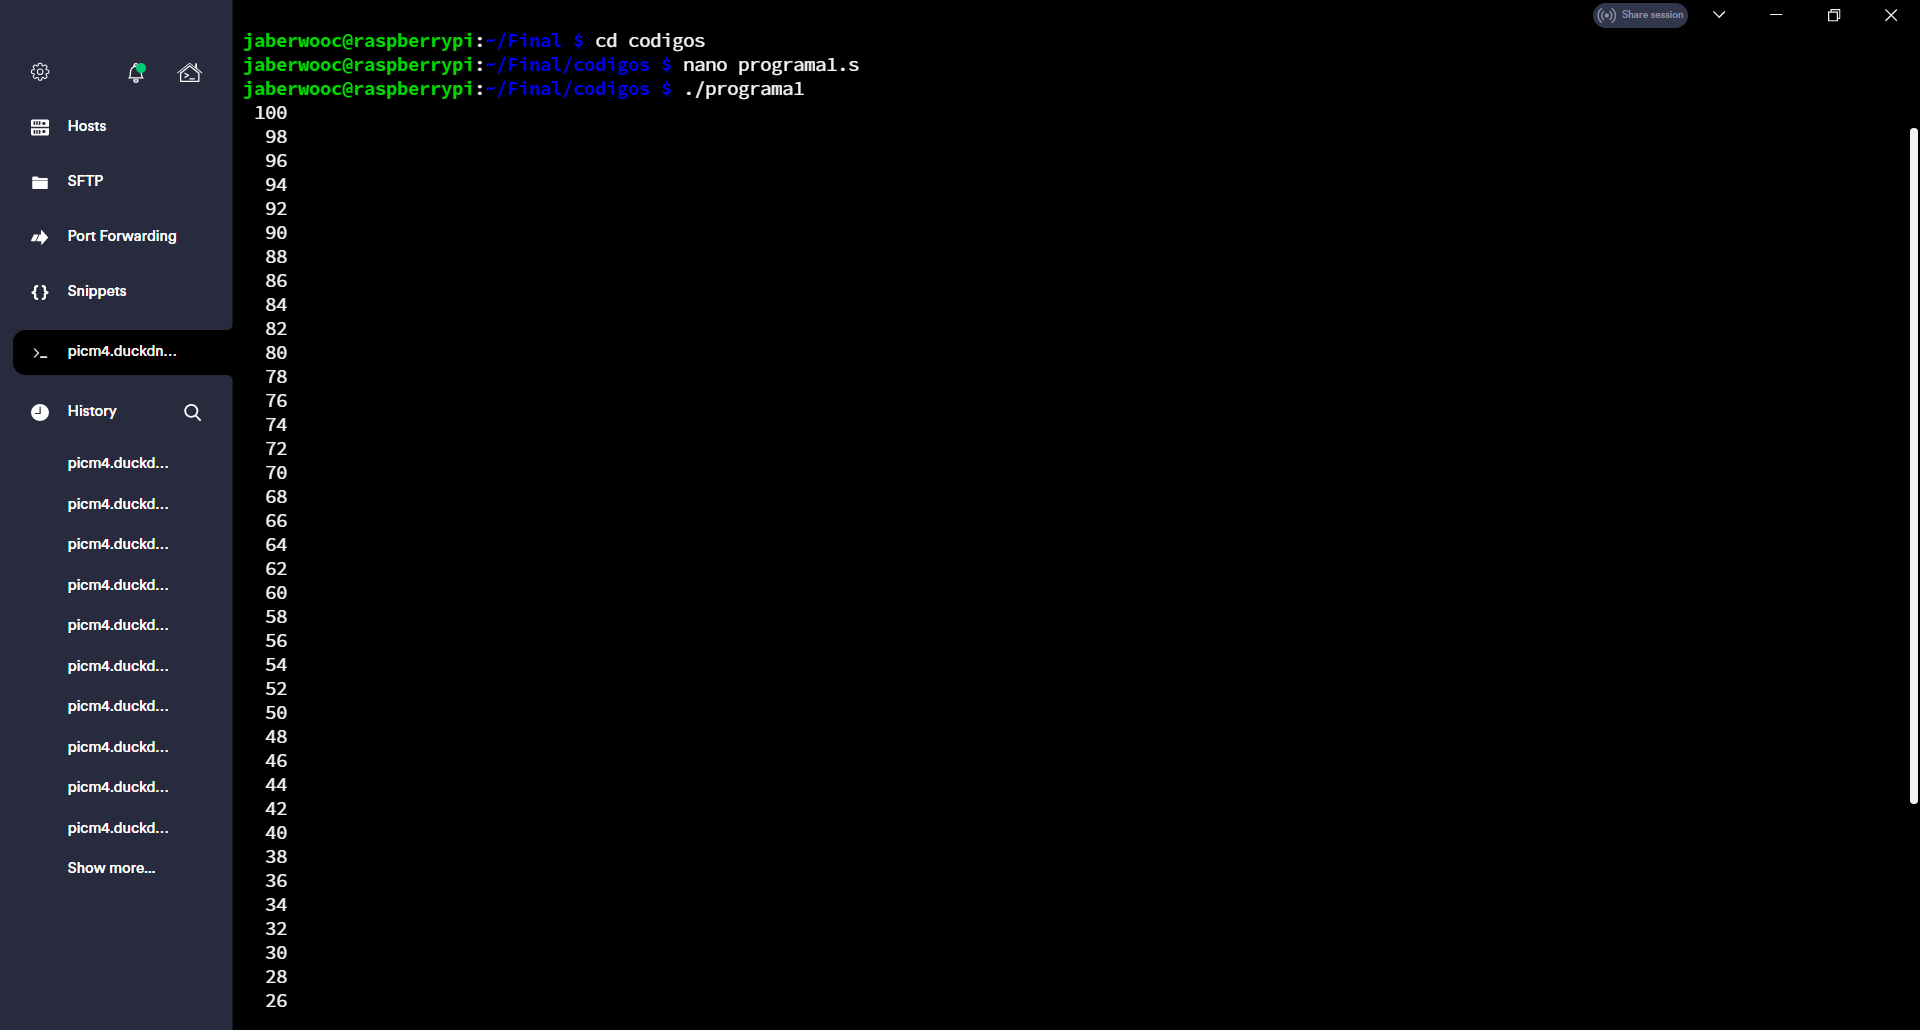 Share session
Hosts
SFTP
Port Forwarding
Snippets
picm4.duckdn...
History
picm4.duckd...
picm4.duckd...
picm4.duckd...
picm4.duckd...
picm4.duckd...
picm4.duckd...
picm4.duckd...
picm4.duckd...
picm4.duckd...
picm4.duckd...
Show more...
jaberwooc@raspberrypi:~/Final $ cd codigos
jaberwooc@raspberrypi:~/Final/codigos $ nano programa1.s
jaberwooc@raspberrypi:~/Final/codigos $ ./programa1
100
98
96
94
92
90
88
86
84
82
80
78
76
74
72
70
68
66
64
62
60
58
56
54
52
50
48
46
44
42
40
38
36
34
32
30
28
26